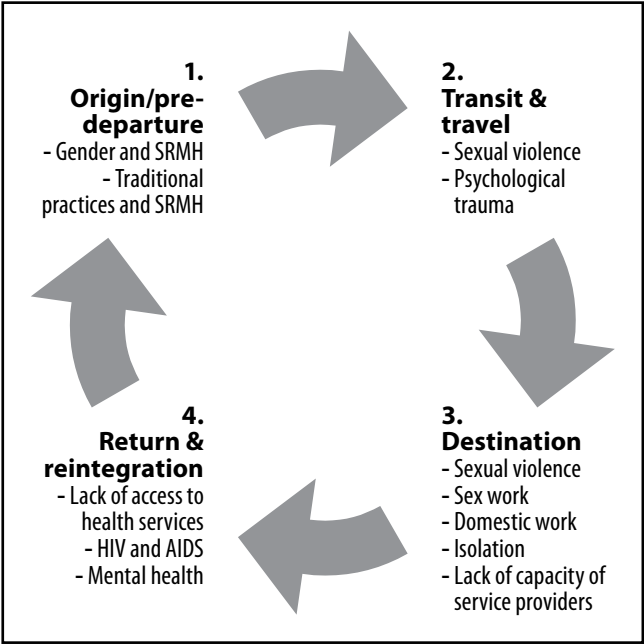 1.
Origin/pre-
departure
- Gender and SRMH
- Traditional
practices and SRMH
2.
Transit &
travel
- Sexual violence
- Psychological
trauma
3.
Destination
- Sexual violence
- Sex work
- Domestic work
- Isolation
- Lack of capacity of
service providers
4.
Return &
reintegration
- Lack of access to
health services
- HIV and AIDS
- Mental health